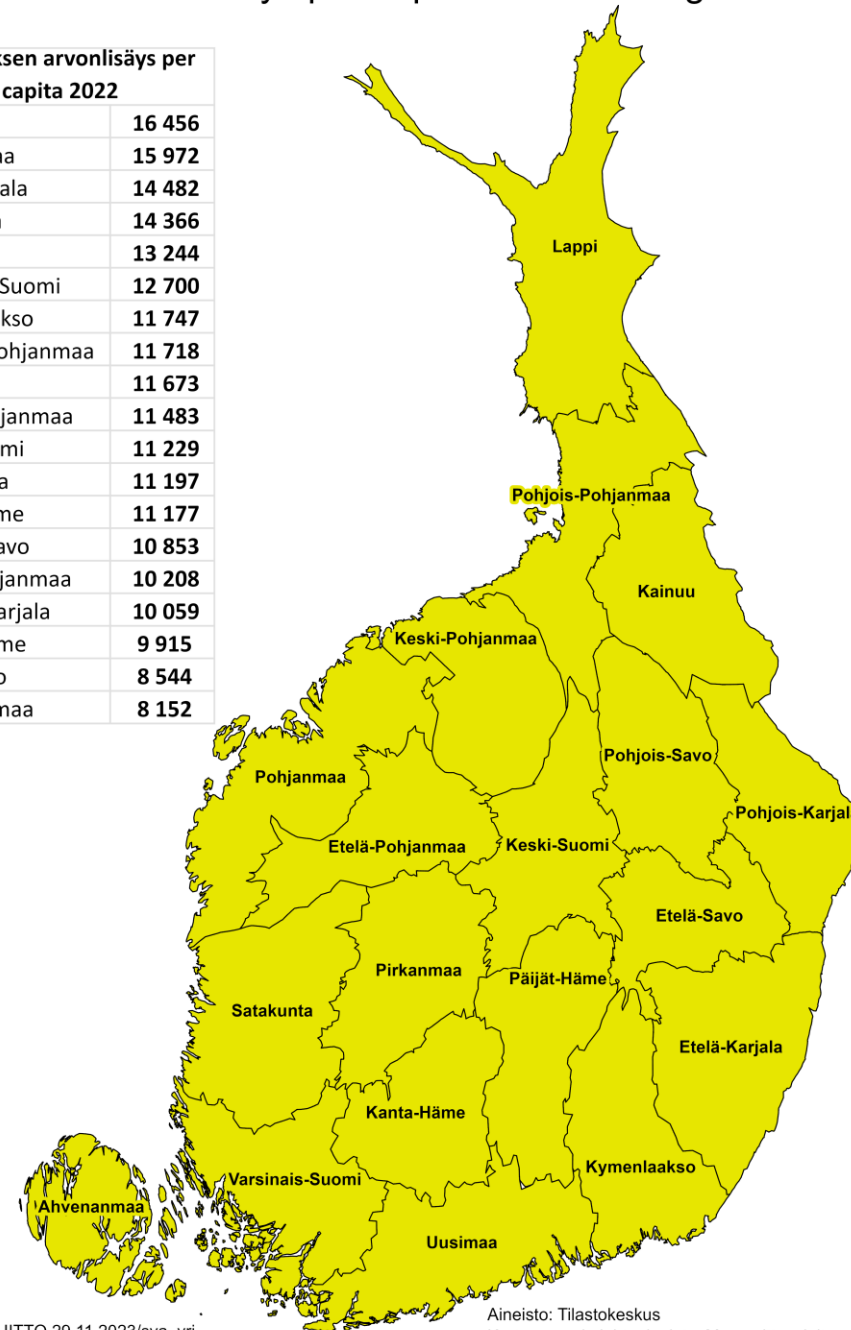 ksen arvonlisäys per
capita 2022
16 456
aa 15 972
ala 14 482
14 366
13 244
Suomi 12 700
kso 11 747
ohjanmaa 11 718
11 673
janmaa 11 483
mi 11 229
a 11 197
me 11 177
avo 10 853
janmaa 10 208
arjala 10 059
me 9 915
o 8 544
maa 8 152
Lappi
Pohjois-Pohjanmaa
Kainuu
Keski-Pohjanmaa
Pohjois-Savo
Pohjanmaa
Pohjois-Karjal
Etelä-Pohjanmaa
Keski-Suomi
Etelä-Savo
Pirkanmaa
Päijät-Häme
Satakunta
Etelä-Karjala
Kanta-Häme
Kymenlaakso
Varsinais-Suomi
Ahvenanmaa
Uusimaa
Aineisto: Tilastokeskus